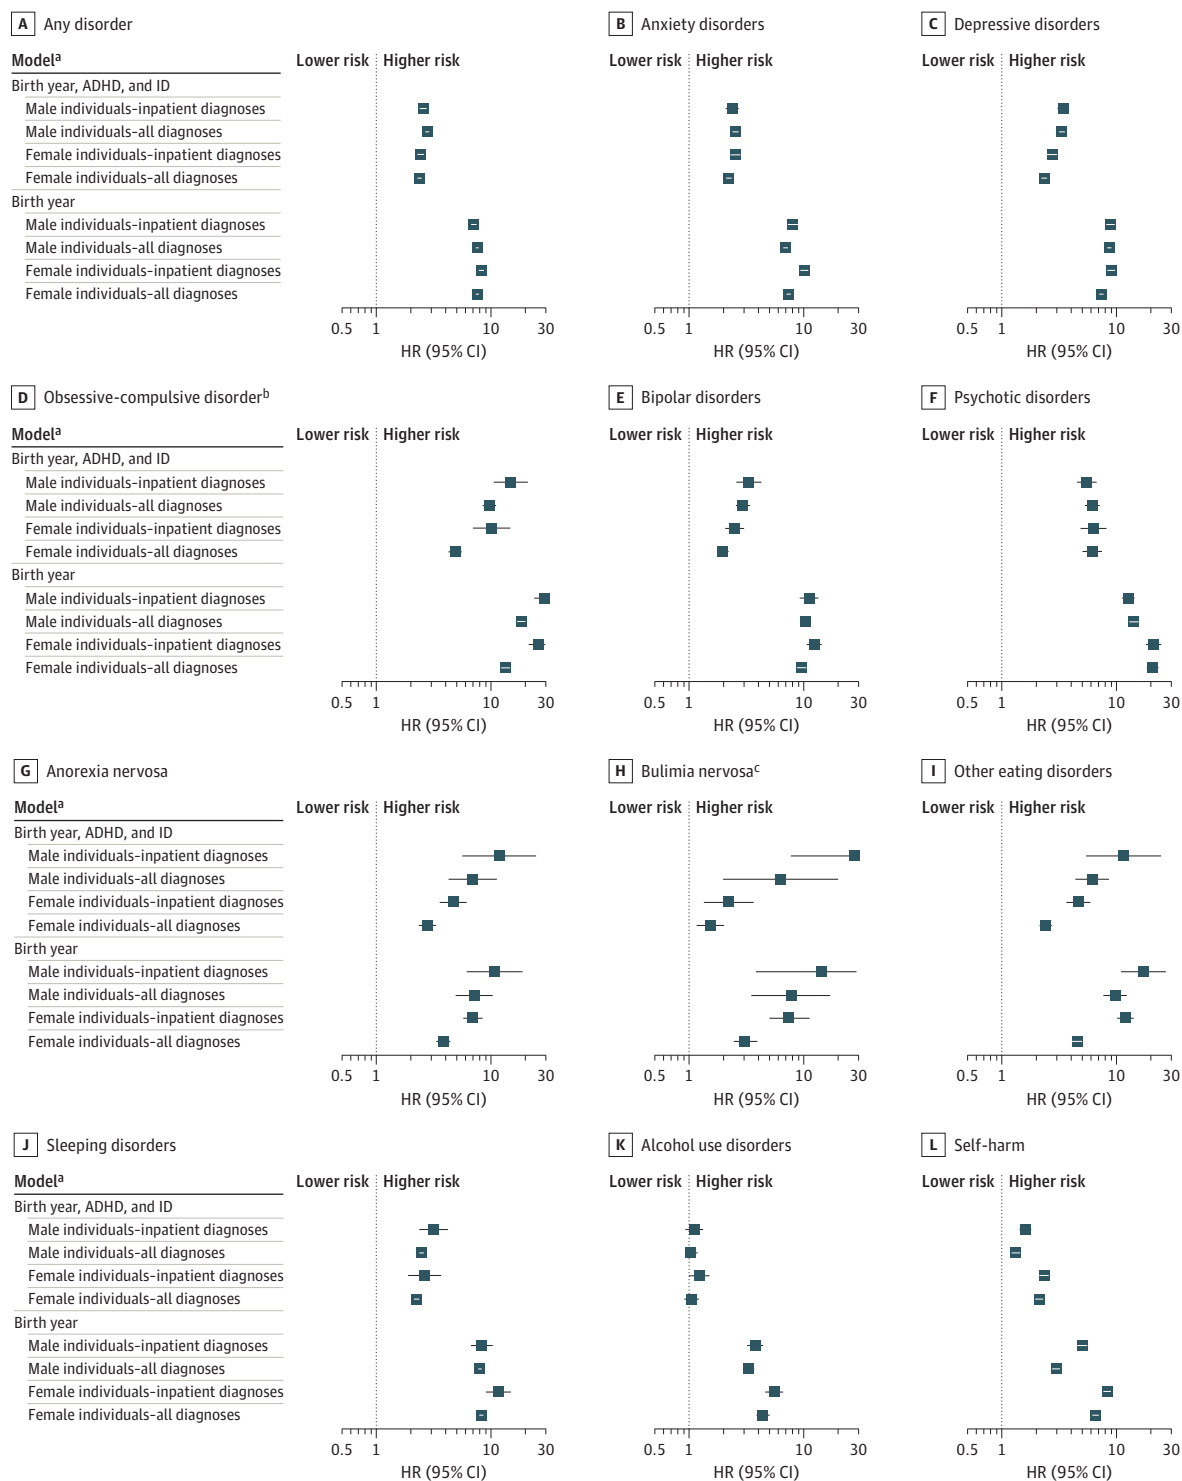 A Any disorder
Modelᵃ
Lower risk Higher risk
Birth year, ADHD, and ID
Male individuals-inpatient diagnoses
Male individuals-all diagnoses
Female individuals-inpatient diagnoses
Female individuals-all diagnoses
Birth year
Male individuals-inpatient diagnoses
Male individuals-all diagnoses
Female individuals-inpatient diagnoses
Female individuals-all diagnoses
0.5 1 10 30
HR (95% CI)
B Anxiety disorders
Lower risk Higher risk
0.5 1 10 30
HR (95% CI)
C Depressive disorders
Lower risk Higher risk
0.5 1 10 30
HR (95% CI)
D Obsessive-compulsive disorderᵇ
Modelᵃ
Lower risk Higher risk
Birth year, ADHD, and ID
Male individuals-inpatient diagnoses
Male individuals-all diagnoses
Female individuals-inpatient diagnoses
Female individuals-all diagnoses
Birth year
Male individuals-inpatient diagnoses
Male individuals-all diagnoses
Female individuals-inpatient diagnoses
Female individuals-all diagnoses
0.5 1 10 30
HR (95% CI)
E Bipolar disorders
Lower risk Higher risk
0.5 1 10 30
HR (95% CI)
F Psychotic disorders
Lower risk Higher risk
0.5 1 10 30
HR (95% CI)
G Anorexia nervosa
Modelᵃ
Lower risk Higher risk
Birth year, ADHD, and ID
Male individuals-inpatient diagnoses
Male individuals-all diagnoses
Female individuals-inpatient diagnoses
Female individuals-all diagnoses
Birth year
Male individuals-inpatient diagnoses
Male individuals-all diagnoses
Female individuals-inpatient diagnoses
Female individuals-all diagnoses
0.5 1 10 30
HR (95% CI)
H Bulimia nervosaᶜ
Lower risk Higher risk
0.5 1 10 30
HR (95% CI)
I Other eating disorders
Lower risk Higher risk
0.5 1 10 30
HR (95% CI)
J Sleeping disorders
Modelᵃ
Lower risk Higher risk
Birth year, ADHD, and ID
Male individuals-inpatient diagnoses
Male individuals-all diagnoses
Female individuals-inpatient diagnoses
Female individuals-all diagnoses
Birth year
Male individuals-inpatient diagnoses
Male individuals-all diagnoses
Female individuals-inpatient diagnoses
Female individuals-all diagnoses
0.5 1 10 30
HR (95% CI)
K Alcohol use disorders
Lower risk Higher risk
0.5 1 10 30
HR (95% CI)
L Self-harm
Lower risk Higher risk
0.5 1 10 30
HR (95% CI)